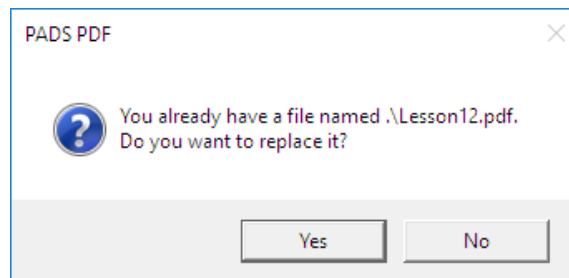 PADS PDF
You already have a file named .\Lesson12.pdf.
Do you want to replace it?
Yes
No